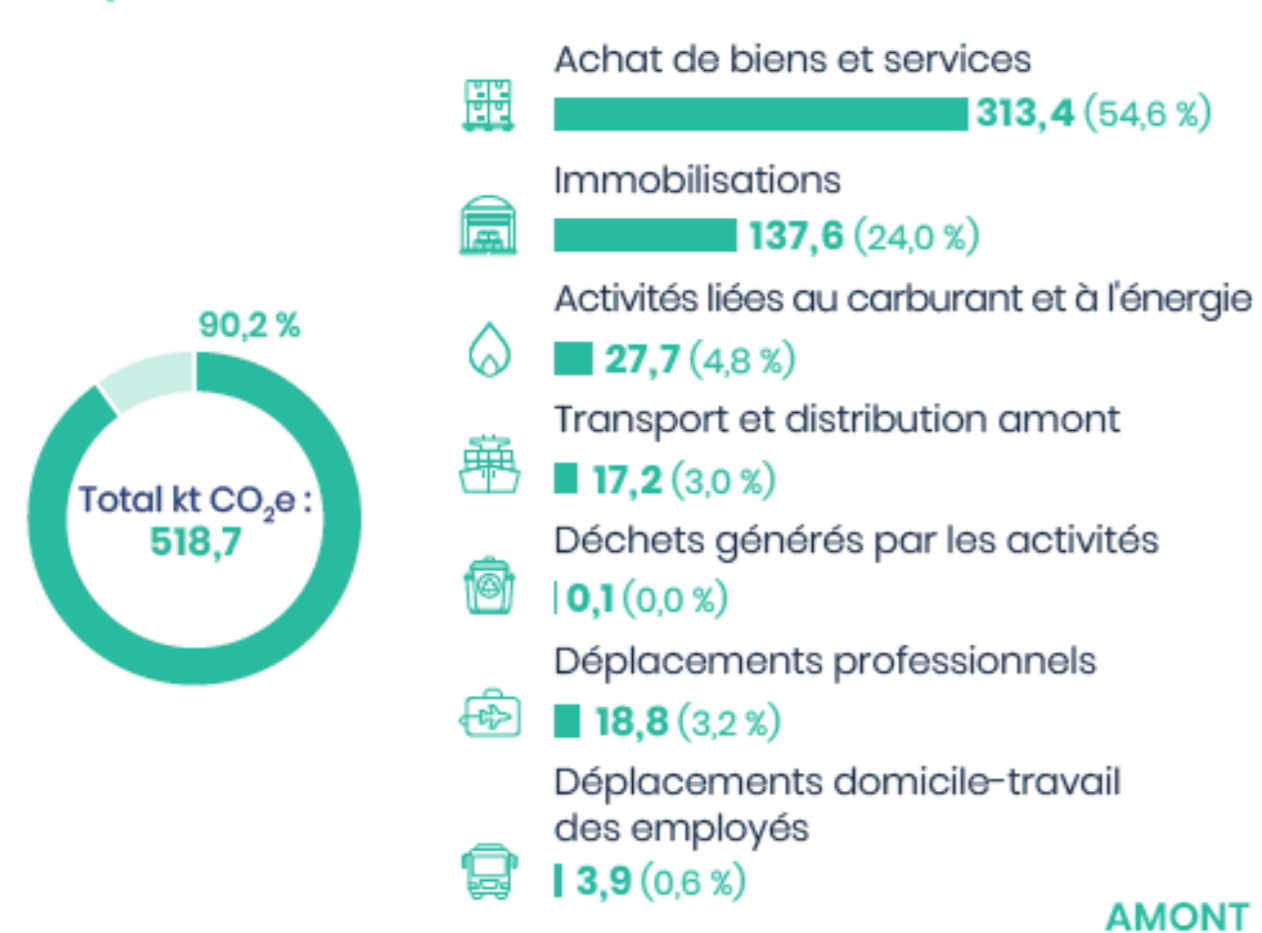 90,2 %
Total kt CO₂e :
518,7
Achat de biens et services
313,4 (54,6 %)
Immobilisations
137,6 (24,0 %)
Activités liées au carburant et à l'énergie
27,7 (4,8 %)
Transport et distribution amont
17,2 (3,0 %)
Déchets générés par les activités
0,1 (0,0 %)
Déplacements professionnels
18,8 (3,2 %)
Déplacements domicile-travail
des employés
3,9 (0,6 %)
AMONT